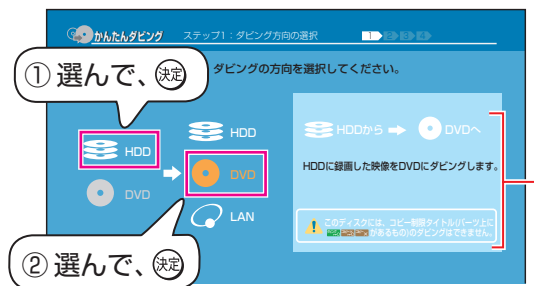 かんたんダビング ステップ1：ダビング方向の選択 1 2 3 4
ダビングの方向を選択してください。
① 選んで、決定
HDD
DVD
HDD
DVD
LAN
HDDから DVDへ
HDDに録画した映像をDVDにダビングします。
このディスクには、コピー制限タイトル(パーツ上に
があるもの)のダビングはできません。
② 選んで、決定